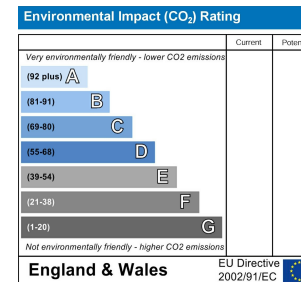 Environmental Impact (CO₂) Rating
Current
Very environmentally friendly - lower CO2 emissions
(92 plus) A
(81-91) B
(69-80) C
(55-68) D
(39-54) E
(21-38) F
(1-20) G
Not environmentally friendly - higher CO2 emissions
England & Wales
EU Directive
2002/91/EC